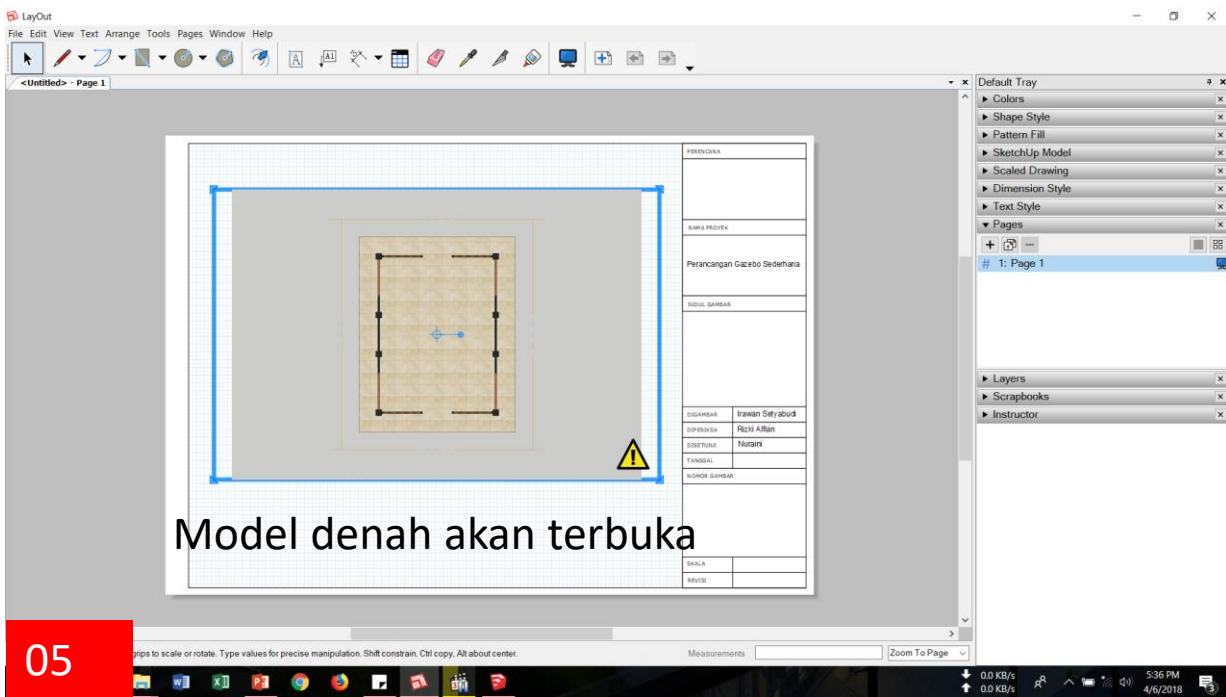 LayOut
File Edit View Text Arrange Tools Pages Window Help
<Untitled> - Page 1
Default Tray
Colors
Shape Style
Pattern Fill
SketchUp Model
Scaled Drawing
Dimension Style
Text Style
Pages
# 1: Page 1
Layers
Scrapbooks
Instructor
PERENCANA
NAMA PROYEK
Perancangan Gazebo Sederhana
JUDUL GAMBAR
DIGAMBAR Irawan Setyabudi
DIPERIKSA Rizki Alfian
DISETUJUI Nuraini
TANGGAL
NOMOR GAMBAR
SKALA
REVISI
Model denah akan terbuka
05
grips to scale or rotate. Type values for precise manipulation. Shift constrain, Ctrl copy, Alt about center.
Measurements
Zoom To Page
0.0 KB/s
0.0 KB/s
5:36 PM
4/6/2018